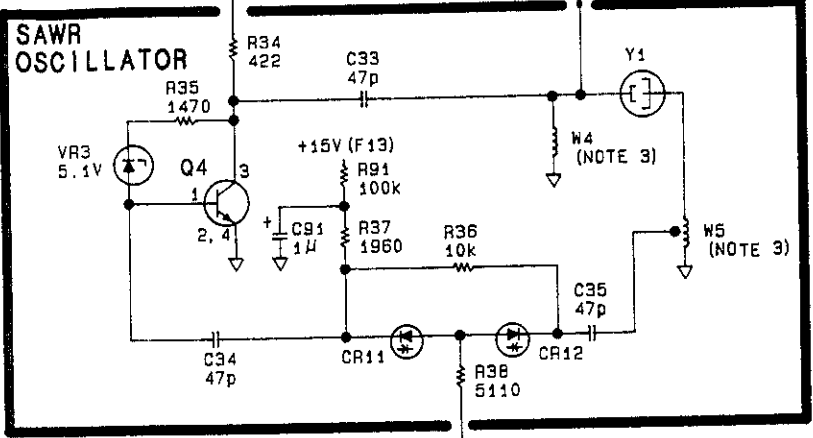 SAWR
OSCILLATOR
R34
422
C33
47p
Y1
R35
1470
VR3
5.1V
Q4
3
1
2, 4
+15V (F13)
R91
100k
W4
(NOTE 3)
+
C91
1µ
R37
1960
R36
10k
W5
(NOTE 3)
C35
47p
C34
47p
CR11
CR12
R38
5110